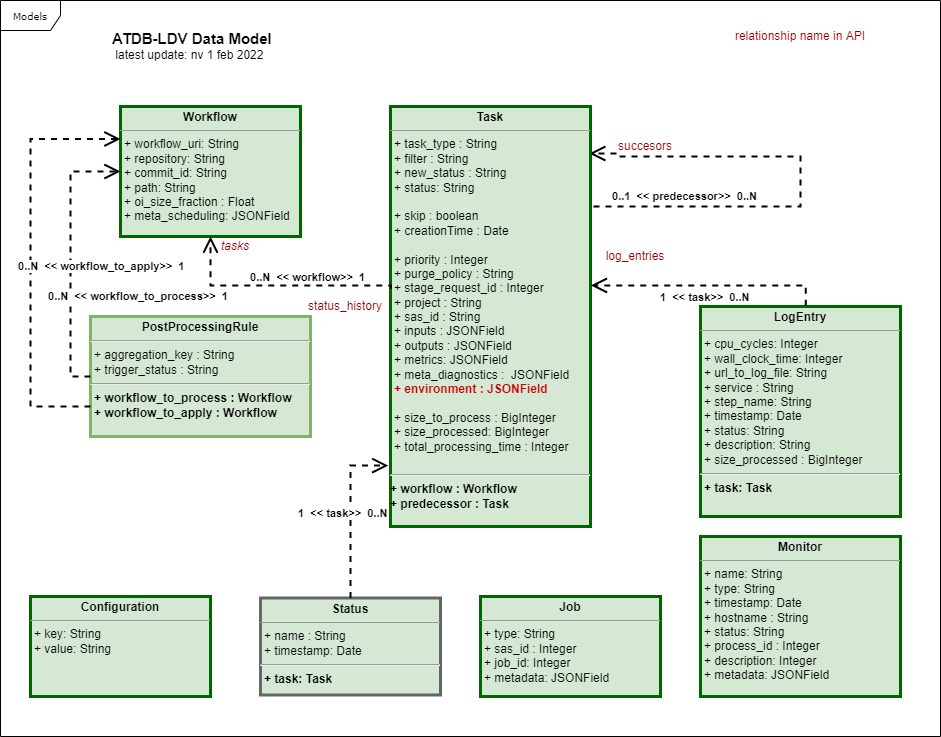 Models
ATDB-LDV Data Model
latest update: nv 1 feb 2022
relationship name in API
Workflow
+ workflow_uri: String
+ repository: String
+ commit_id: String
+ path: String
+ oi_size_fraction : Float
+ meta_scheduling: JSONField
tasks
0..N << workflow_to_apply>> 1
0..N << workflow_to_process>> 1
0..N << workflow>> 1
status_history
PostProcessingRule
+ aggregation_key : String
+ trigger_status : String
+ workflow_to_process : Workflow
+ workflow_to_apply : Workflow
Task
+ task_type : String
+ filter : String
+ new_status : String
+ status: String
+ skip : boolean
+ creationTime : Date
+ priority : Integer
+ purge_policy : String
+ stage_request_id : Integer
+ project : String
+ sas_id : String
+ inputs : JSONField
+ outputs : JSONField
+ metrics: JSONField
+ meta_diagnostics : JSONField
+ environment : JSONField
+ size_to_process : BigInteger
+ size_processed: BigInteger
+ total_processing_time : Integer
+ workflow : Workflow
+ predecessor : Task
succesors
0..1 << predecessor>> 0..N
log_entries
1 << task>> 0..N
LogEntry
+ cpu_cycles: Integer
+ wall_clock_time: Integer
+ url_to_log_file: String
+ service : String
+ step_name: String
+ timestamp: Date
+ status: String
+ description: String
+ size_processed : BigInteger
+ task: Task
1 << task>> 0..N
Configuration
+ key: String
+ value: String
Status
+ name : String
+ timestamp: Date
+ task: Task
Job
+ type: String
+ sas_id : Integer
+ job_id: Integer
+ metadata: JSONField
Monitor
+ name: String
+ type: String
+ timestamp: Date
+ hostname : String
+ status: String
+ process_id : Integer
+ description: Integer
+ metadata: JSONField